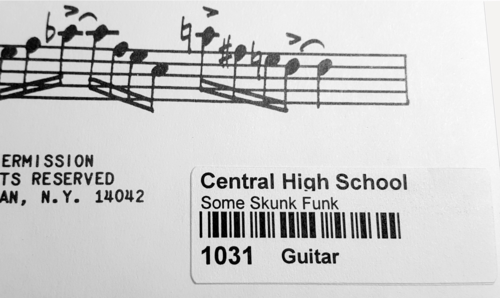 ERMISSION
TS RESERVED
AN, N.Y. 14042
Central High School
Some Skunk Funk
1031 Guitar